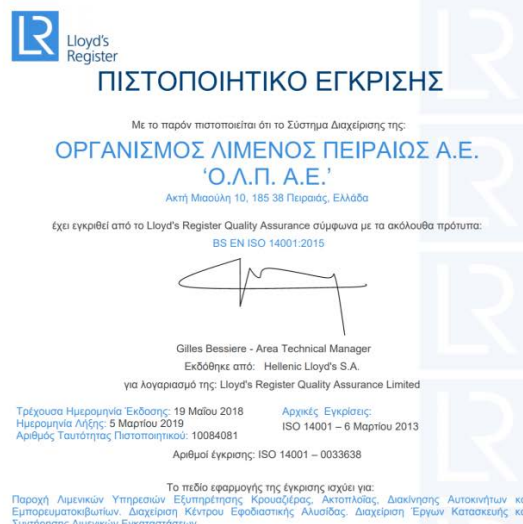 LR
Lloyd's
Register
ΠΙΣΤΟΠΟΙΗΤΙΚΟ ΕΓΚΡΙΣΗΣ
Με το παρόν πιστοποιείται ότι το Σύστημα Διαχείρισης της:
ΟΡΓΑΝΙΣΜΟΣ ΛΙΜΕΝΟΣ ΠΕΙΡΑΙΩΣ Α.Ε.
‘Ο.Λ.Π. Α.Ε.’
Ακτή Μιαούλη 10, 185 38 Πειραιάς, Ελλάδα
έχει εγκριθεί από το Lloyd's Register Quality Assurance σύμφωνα με τα ακόλουθα πρότυπα:
BS EN ISO 14001:2015
Gilles Bessiere - Area Technical Manager
Εκδόθηκε από: Hellenic Lloyd's S.A.
για λογαριασμό της: Lloyd's Register Quality Assurance Limited
Τρέχουσα Ημερομηνία Έκδοσης: 19 Μαΐου 2018 Αρχικές Εγκρίσεις:
Ημερομηνία Λήξης: 5 Μαρτίου 2019 ISO 14001 – 6 Μαρτίου 2013
Αριθμός Ταυτότητας Πιστοποιητικού: 10084081
Αριθμοί έγκρισης: ISO 14001 – 0033638
Το πεδίο εφαρμογής της έγκρισης ισχύει για:
Παροχή Λιμενικών Υπηρεσιών Εξυπηρέτησης Κρουαζιέρας, Ακτοπλοΐας, Διακίνησης Αυτοκινήτων
Εμπορευματοκιβωτίων. Διαχείριση Κέντρου Εφοδιαστικής Αλυσίδας. Διαχείριση Έργων Κατασκευής